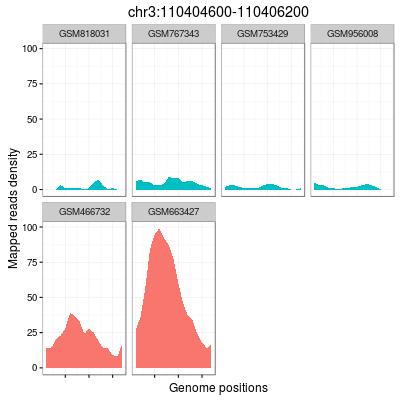 chr3:110404600-110406200
GSM818031 GSM767343 GSM753429 GSM956008
100
75
50
25
0
Mapped reads density
GSM466732 GSM663427
100
75
50
25
0
Genome positions